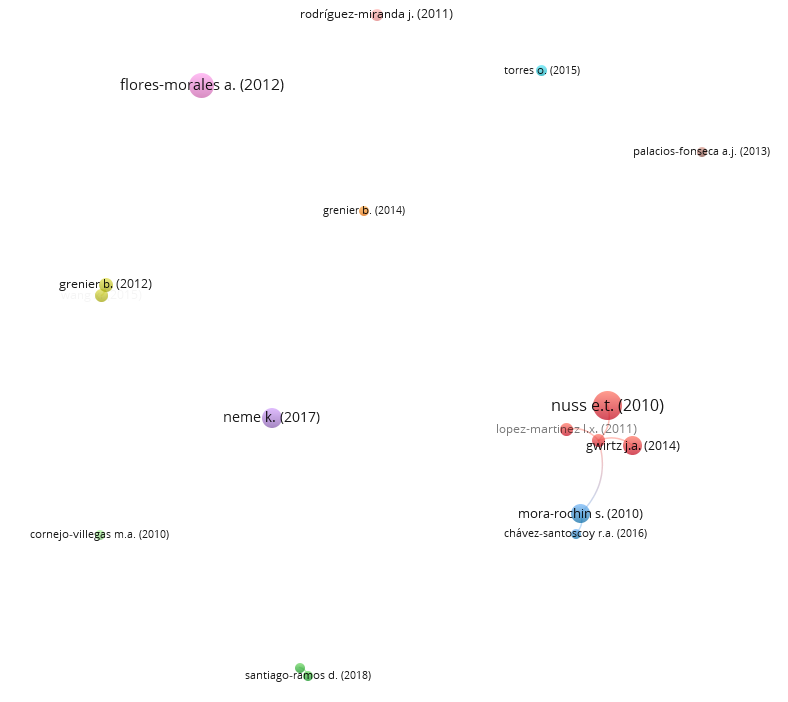 rodríguez-miranda j. (2011)
torres o. (2015)
flores-morales a. (2012)
palacios-fonseca a.j. (2013)
grenier b. (2014)
grenier b. (2012)
nuss e.t. (2010)
neme k. (2017)
lopez-martinez l.x. (2011)
gwirtz j.a. (2014)
mora-rochin s. (2010)
chávez-santoscoy r.a. (2016)
cornejo-villegas m.a. (2010)
santiago-ramos d. (2018)